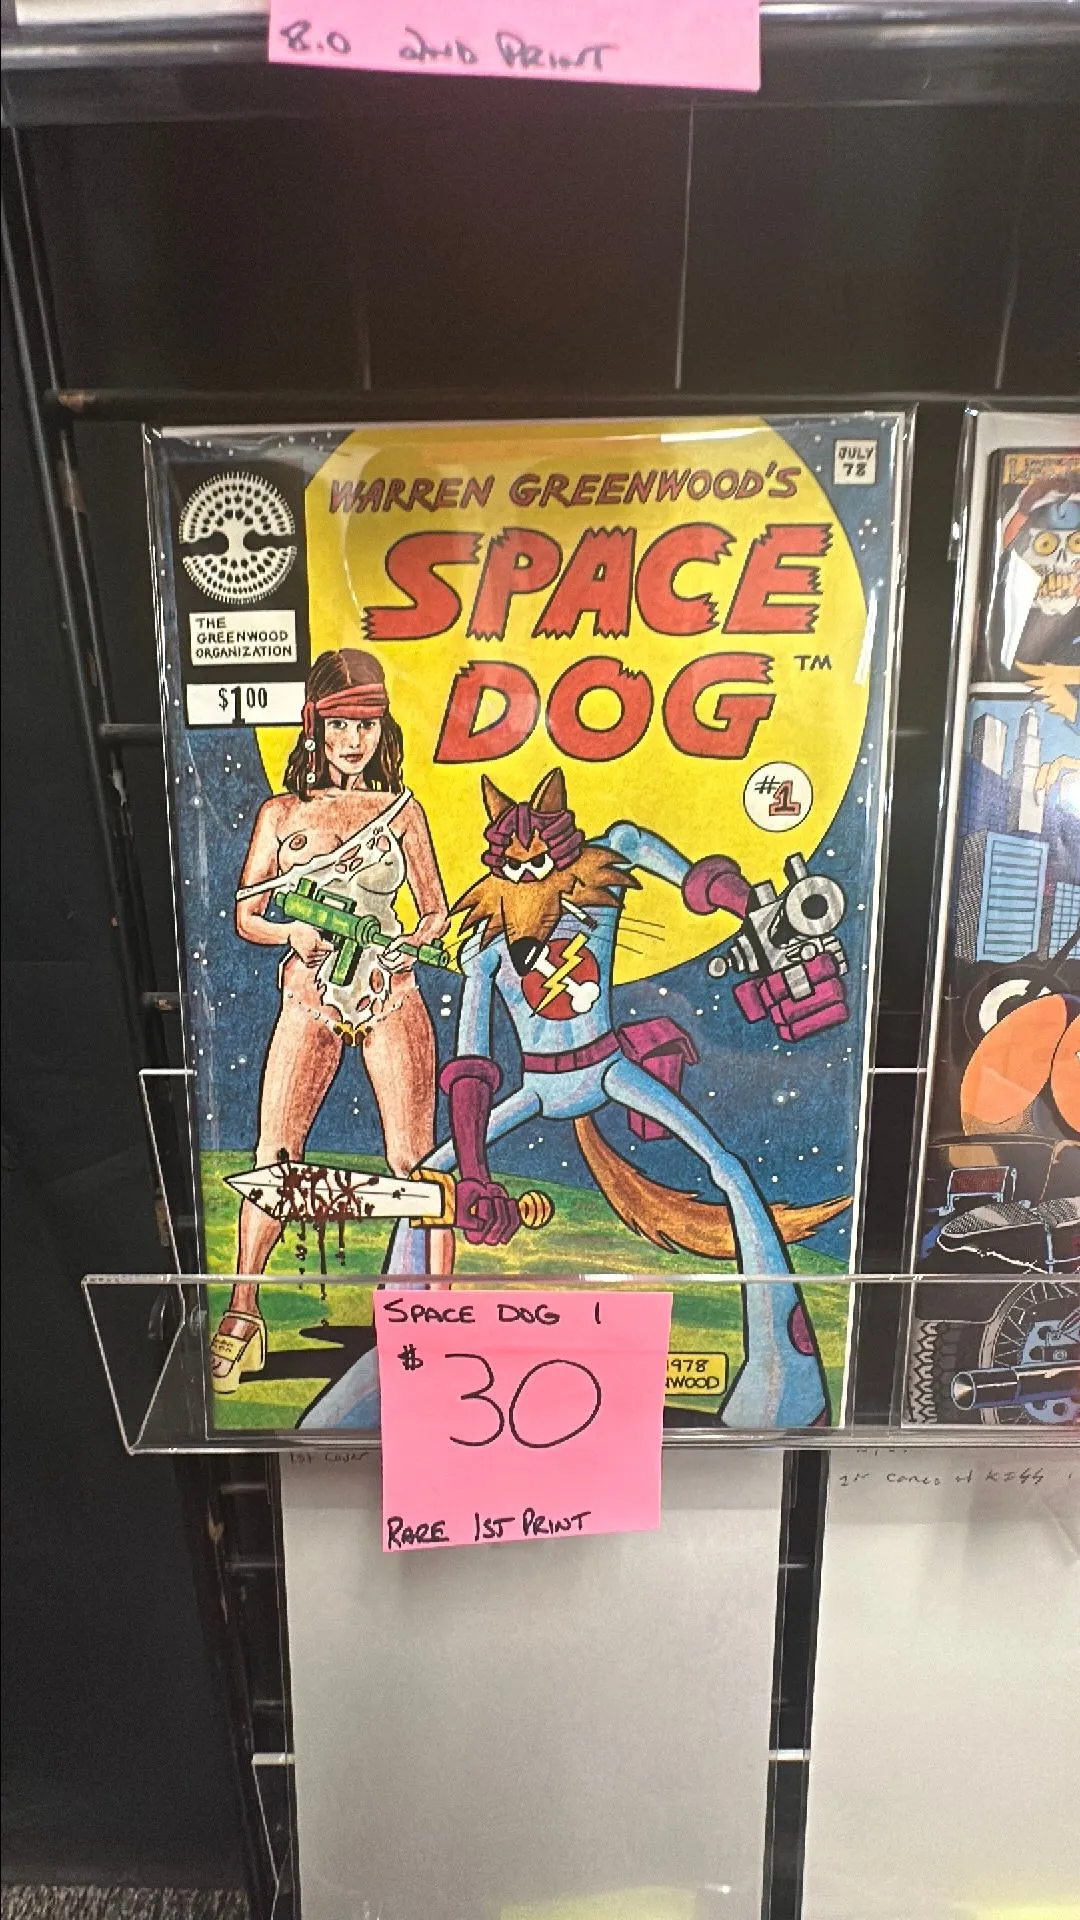 8.0 2ND PRINT
WARREN GREENWOOD'S
JULY
78
SPACE
DOG TM
THE
GREENWOOD
ORGANIZATION
$1.00
#1
1978
WOOD
SPACE DOG 1
$30
RARE 1ST PRINT